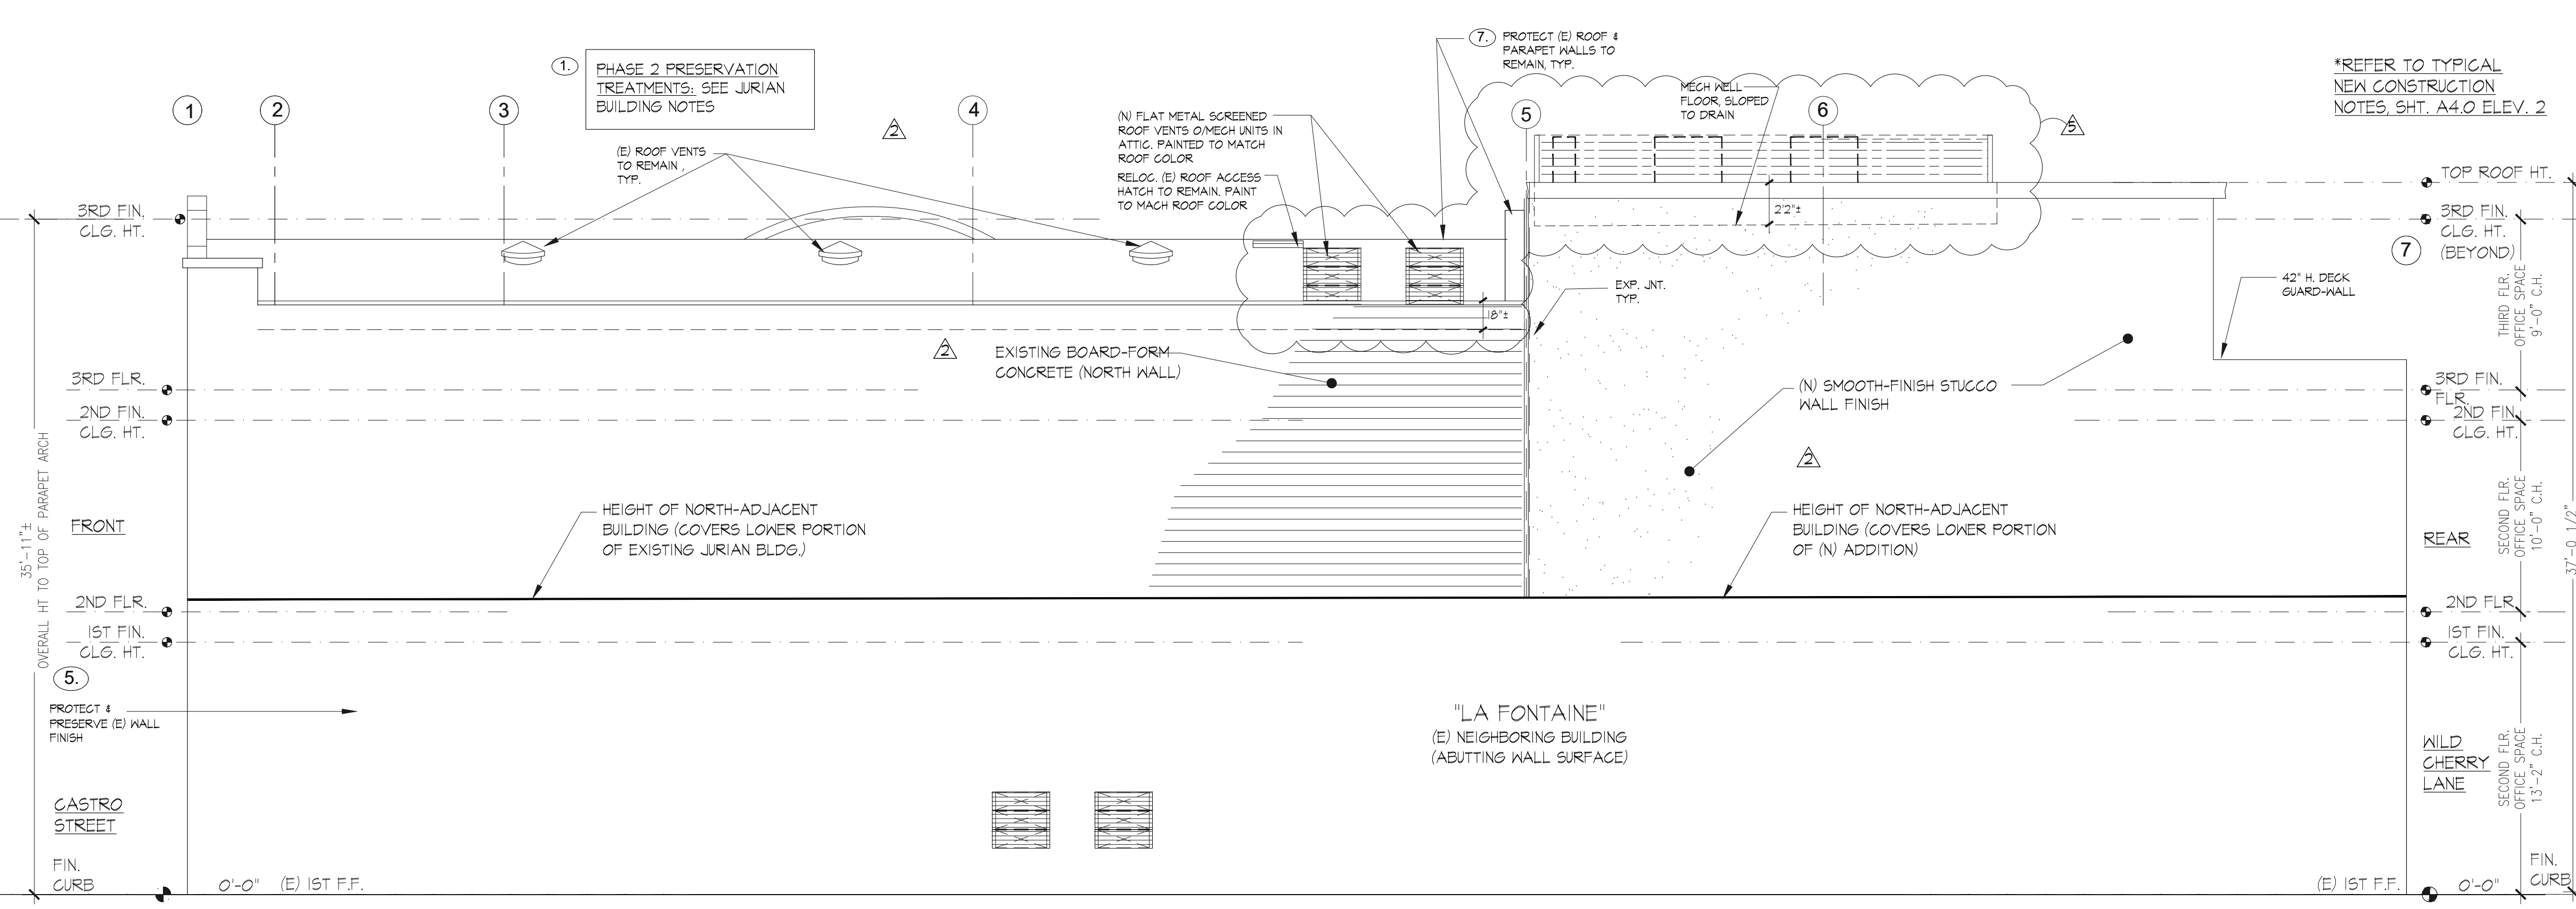 1
2
3
4
5
6
7
1.
PHASE 2 PRESERVATION
TREATMENTS: SEE JURIAN
BUILDING NOTES
2
(E) ROOF VENTS
TO REMAIN ,
TYP.
(N) FLAT METAL SCREENED
ROOF VENTS O/MECH UNITS IN
ATTIC. PAINTED TO MATCH
ROOF COLOR
RELOC. (E) ROOF ACCESS
HATCH TO REMAIN. PAINT
TO MACH ROOF COLOR
7.
PROTECT (E) ROOF &
PARAPET WALLS TO
REMAIN, TYP.
MECH WELL
FLOOR, SLOPED
TO DRAIN
5
*REFER TO TYPICAL
NEW CONSTRUCTION
NOTES, SHT. A4.0 ELEV. 2
TOP ROOF HT.
3RD FIN.
CLG. HT.
(BEYOND)
3RD FIN.
CLG. HT.
2'2"±
18"±
EXP. JNT.
TYP.
42" H. DECK
GUARD-WALL
THIRD FLR.
OFFICE SPACE
9'-0" C.H.
2
EXISTING BOARD-FORM
CONCRETE (NORTH WALL)
(N) SMOOTH-FINISH STUCCO
WALL FINISH
2
3RD FLR.
2ND FIN.
CLG. HT.
3RD FIN.
FLR.
2ND FIN.
CLG. HT.
35'-11"±
OVERALL HT TO TOP OF PARAPET ARCH
FRONT
HEIGHT OF NORTH-ADJACENT
BUILDING (COVERS LOWER PORTION
OF EXISTING JURIAN BLDG.)
HEIGHT OF NORTH-ADJACENT
BUILDING (COVERS LOWER PORTION
OF (N) ADDITION)
REAR
SECOND FLR.
OFFICE SPACE
10'-0" C.H.
37'-0 1/2"
2ND FLR.
1ST FIN.
CLG. HT.
2ND FLR
1ST FIN.
CLG. HT.
5.
PROTECT &
PRESERVE (E) WALL
FINISH
"LA FONTAINE"
(E) NEIGHBORING BUILDING
(ABUTTING WALL SURFACE)
WILD
CHERRY
LANE
SECOND FLR.
OFFICE SPACE
13'-2" C.H.
CASTRO
STREET
FIN.
CURB
0'-0"
(E) 1ST F.F.
(E) 1ST F.F.
0'-0"
FIN.
CURB